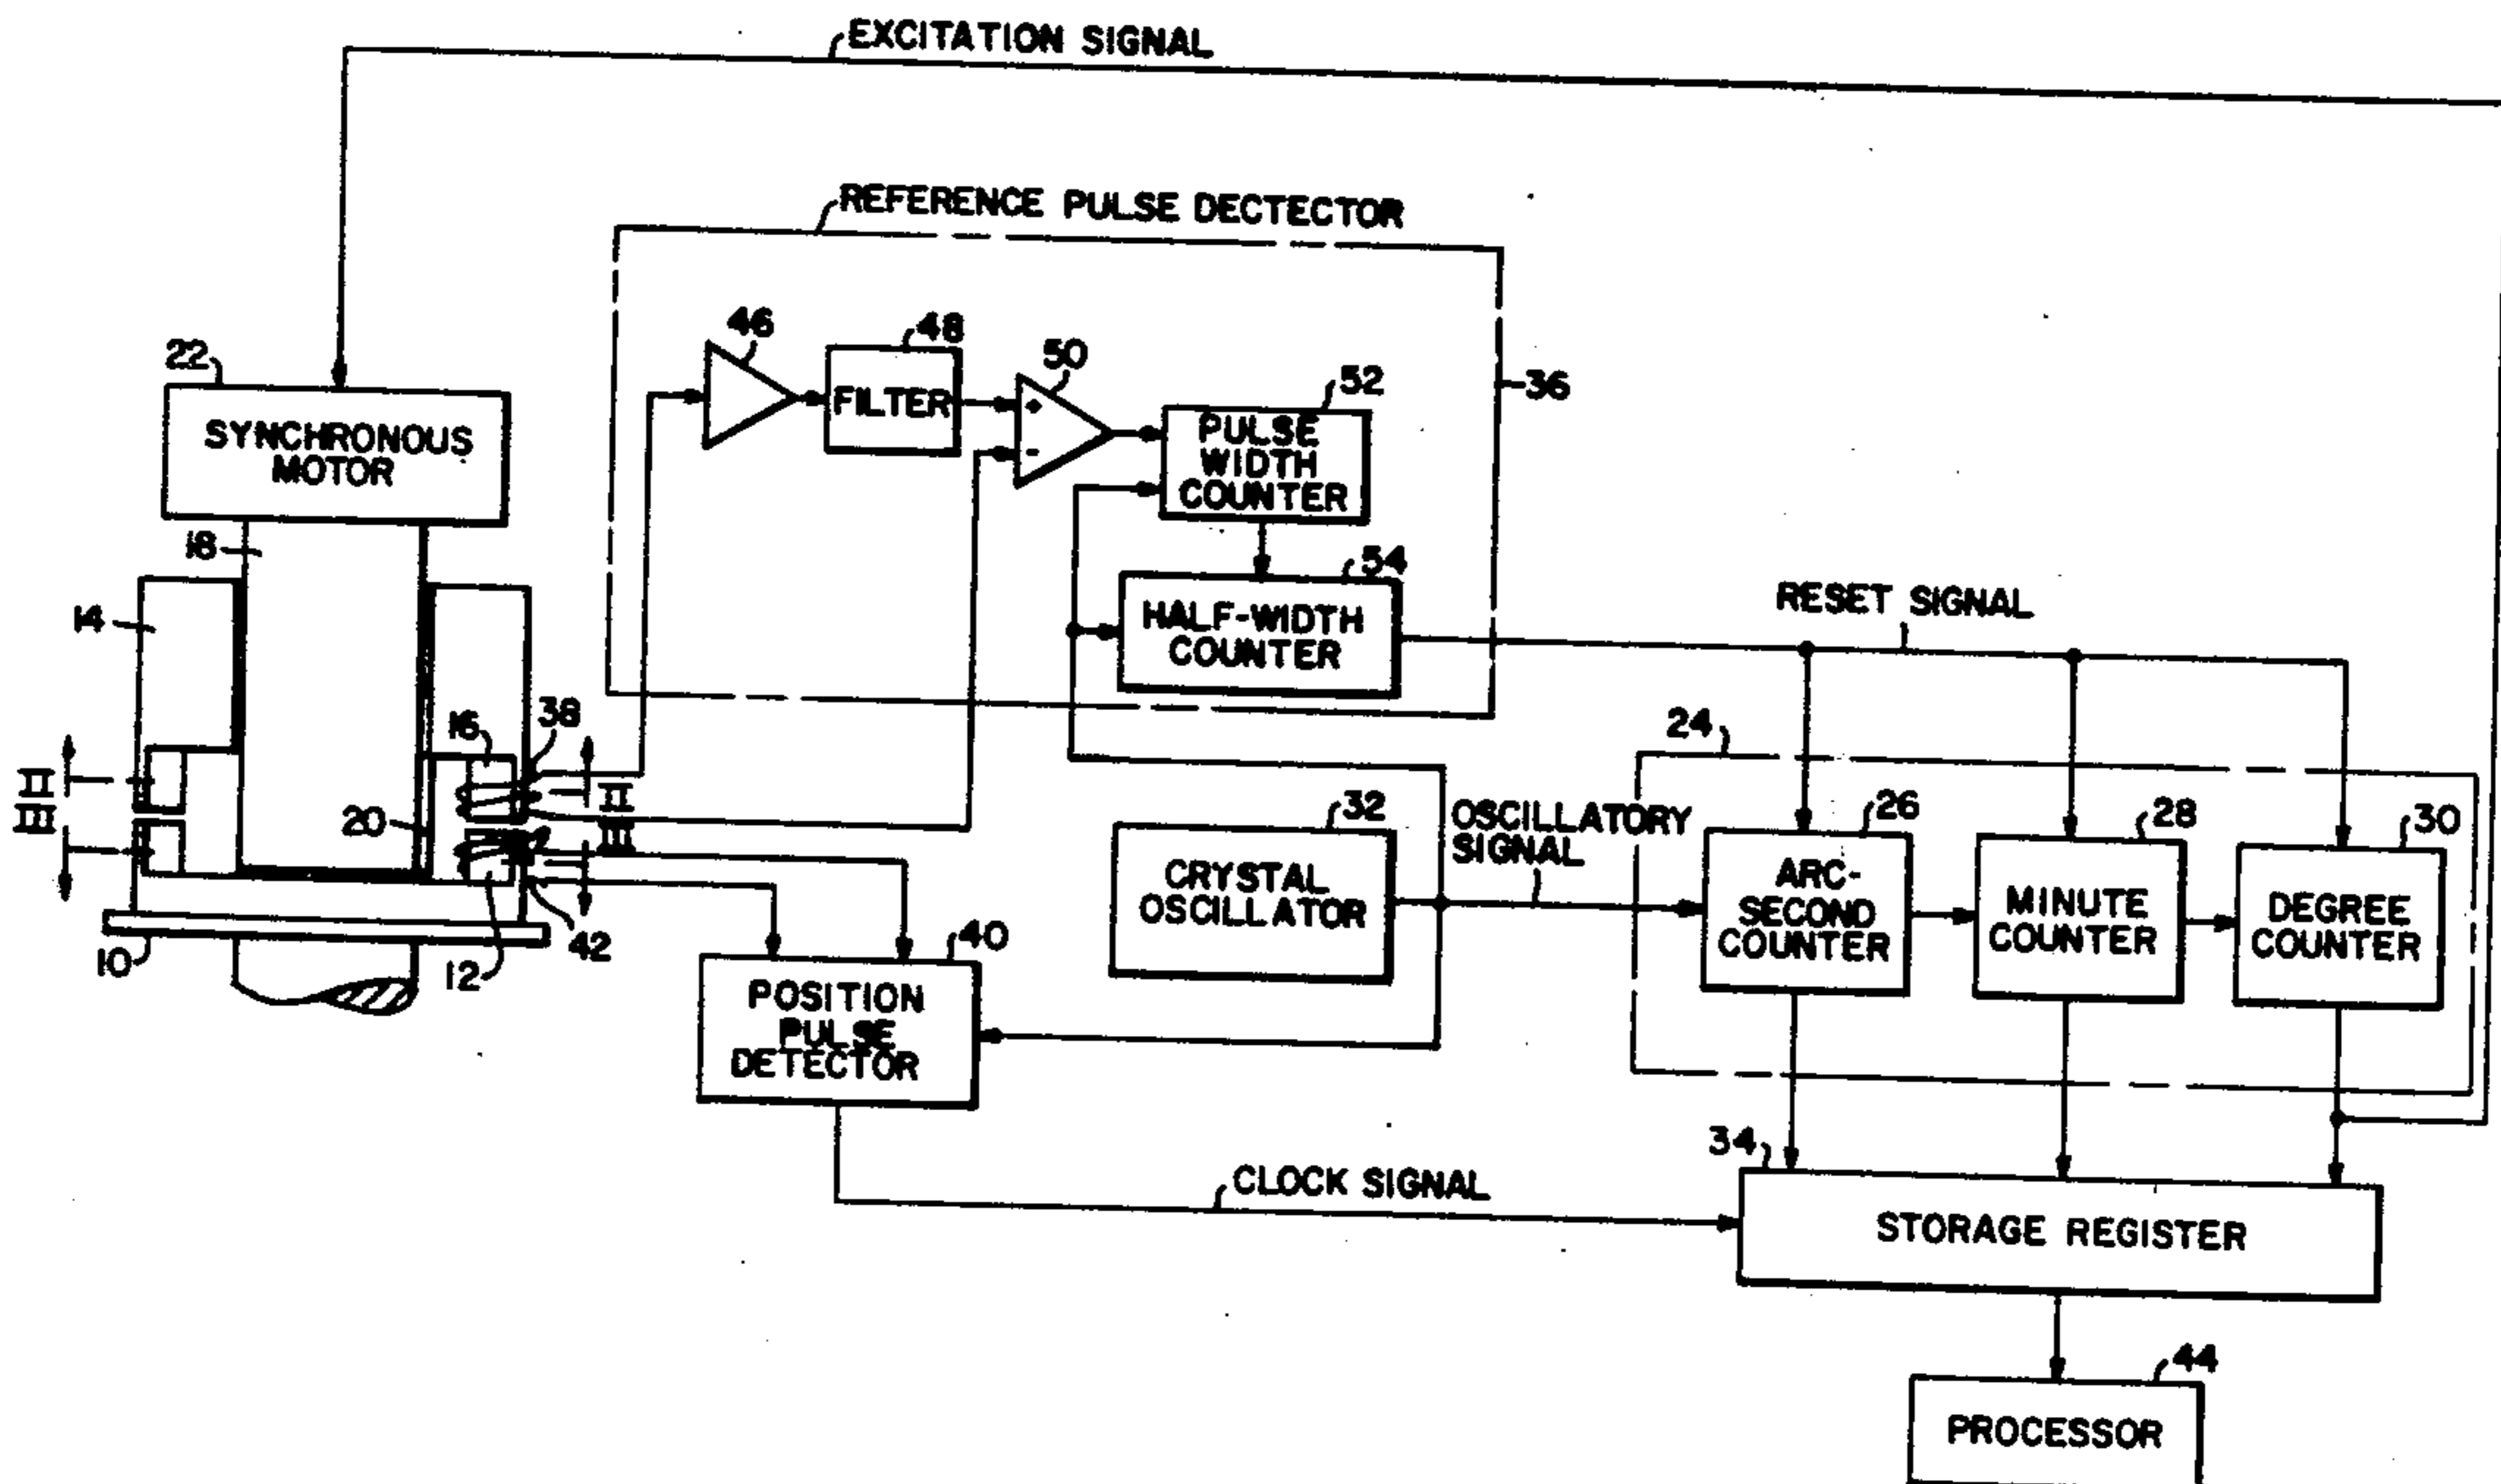 EXCITATION SIGNAL
REFERENCE PULSE DECTECTOR
46
48
50
52
22
FILTER
+
-
36
SYNCHRONOUS
MOTOR
PULSE
WIDTH
COUNTER
18
54
14
HALF-WIDTH
COUNTER
RESET SIGNAL
16
38
24
II
II
III
III
20
32
OSCILLATORY
SIGNAL
26
28
30
CRYSTAL
OSCILLATOR
ARC-
SECOND
COUNTER
MINUTE
COUNTER
DEGREE
COUNTER
10
12
42
40
POSITION
PULSE
DETECTOR
34
CLOCK SIGNAL
STORAGE REGISTER
44
PROCESSOR